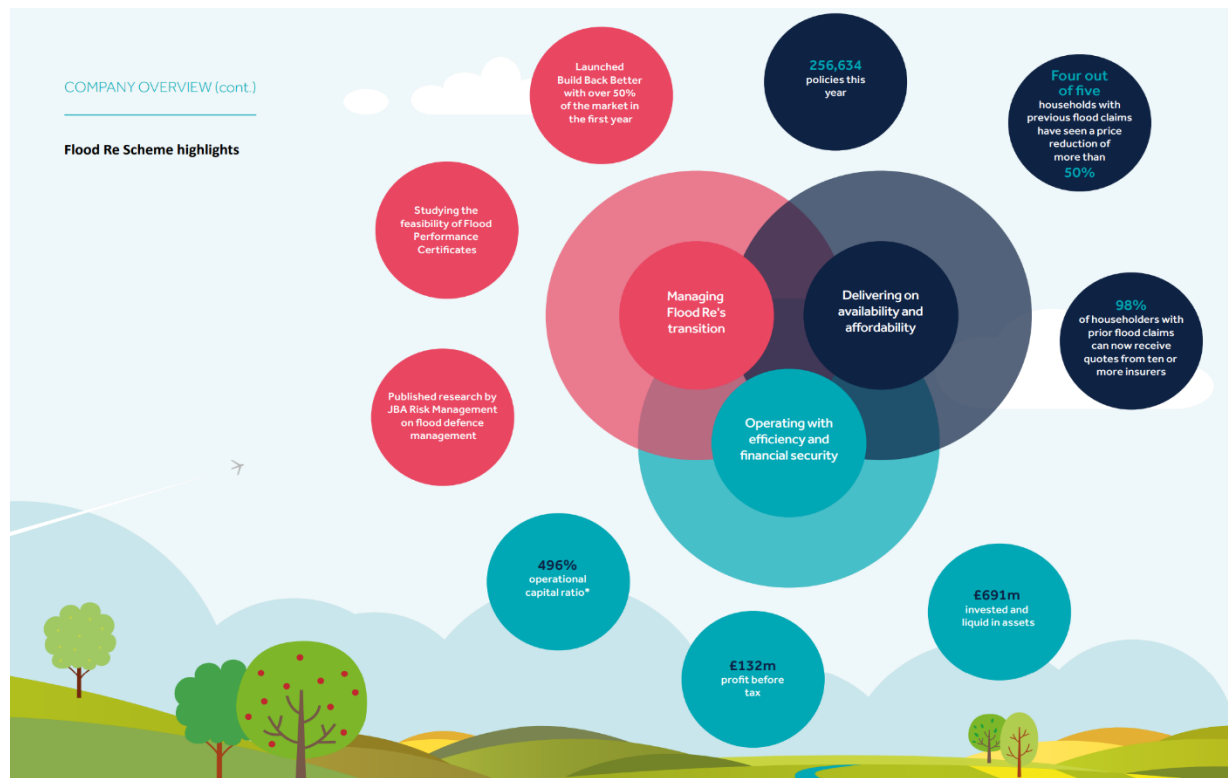 COMPANY OVERVIEW (cont.)
Flood Re Scheme highlights
Launched
Build Back Better
with over 50%
of the market in
the first year
256,634
policies this
year
Four out
of five
households with
previous flood claims
have seen a price
reduction of
more than
50%
Studying the
feasibility of Flood
Performance
Certificates
Managing
Flood Re's
transition
Delivering on
availability and
affordability
98%
of householders with
prior flood claims
can now receive
quotes from ten or
more insurers
Published research by
JBA Risk Management
on flood defence
management
Operating with
efficiency and
financial security
496%
operational
capital ratio*
£691m
invested and
liquid in assets
£132m
profit before
tax